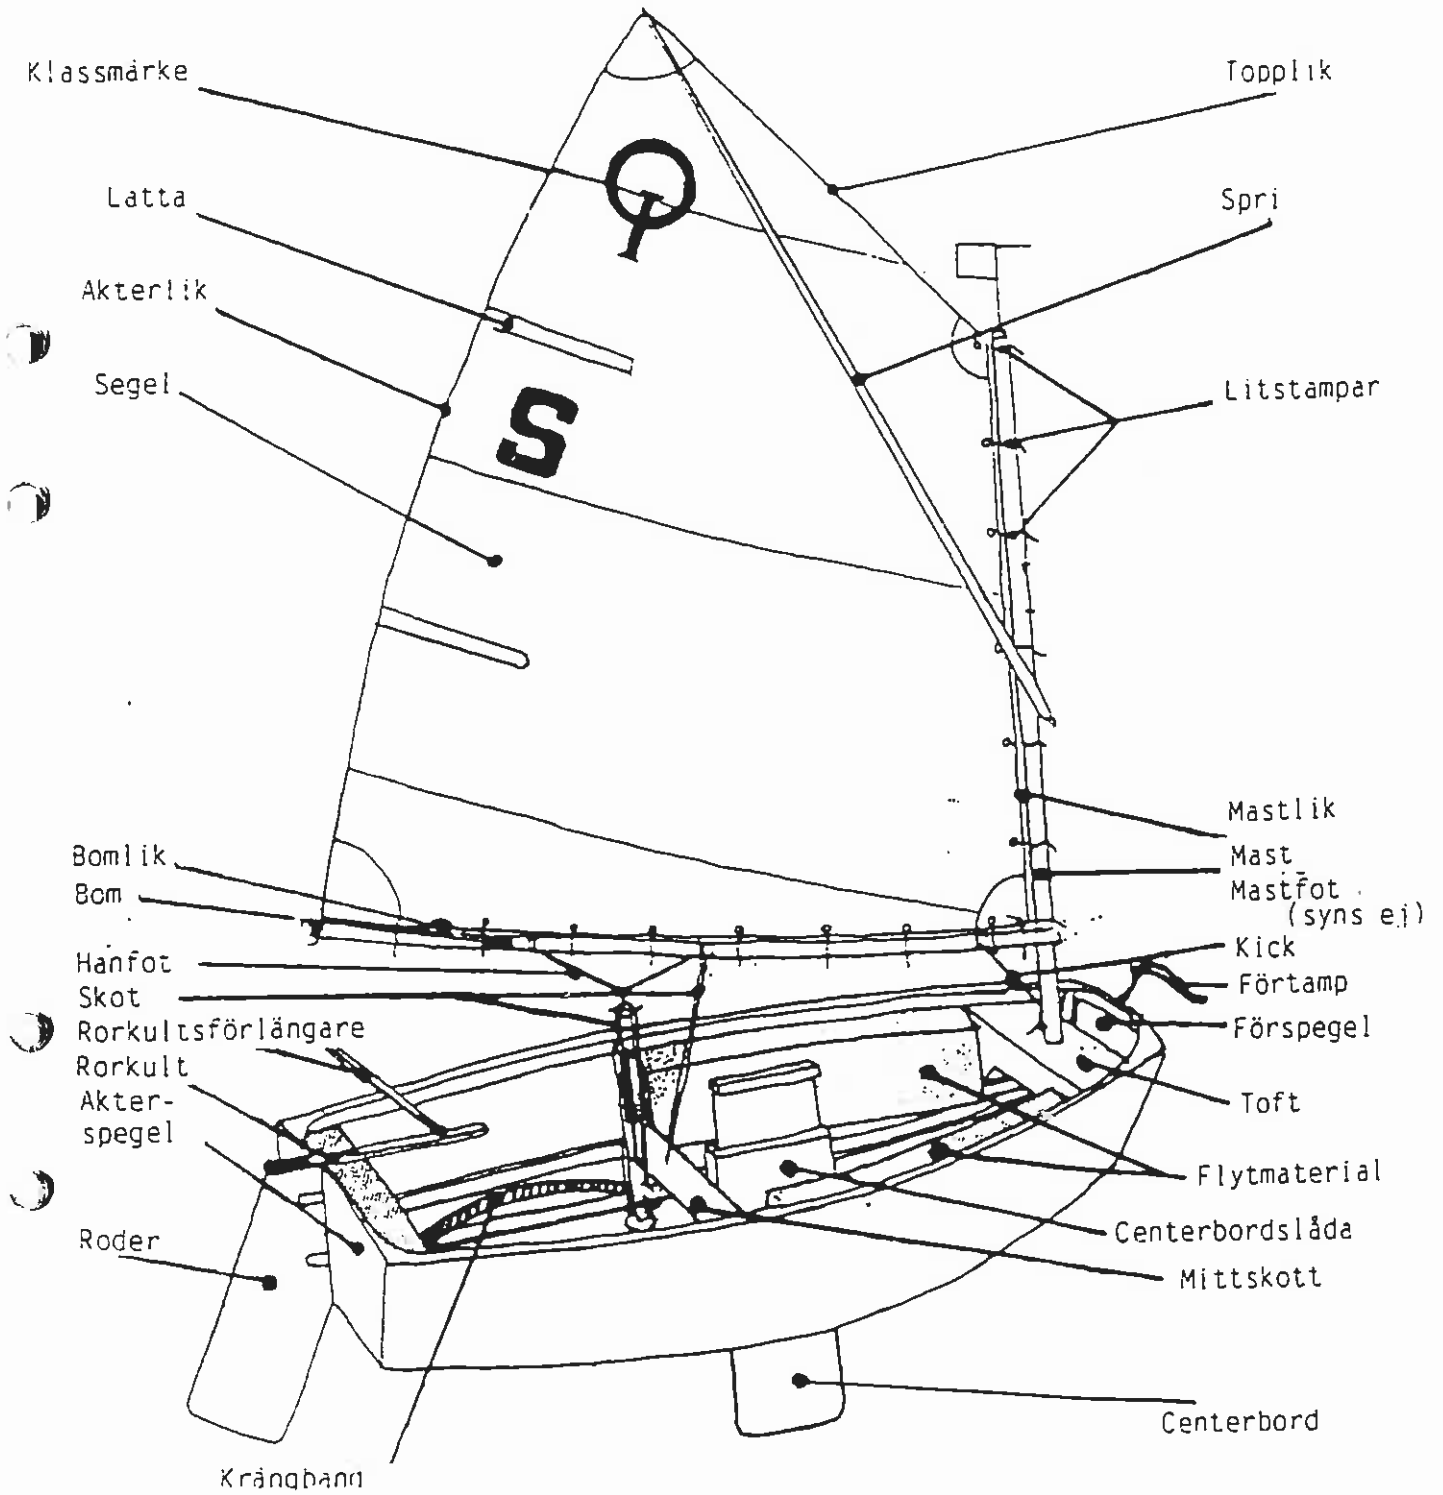 Klassmärke
Latta
Akterlik
Segel
S
Bomlik
Bom
Hanfot
Skot
Rorkultsförlängare
Rorkult
Akter-
spegel
Roder
Krängband
Topplik
Spri
Litstampar
Mastlik
Mast
Mastfot
(syns ej)
Kick
Förtamp
Förspegel
Toft
Flytmaterial
Centerbordslåda
Mittskott
Centerbord